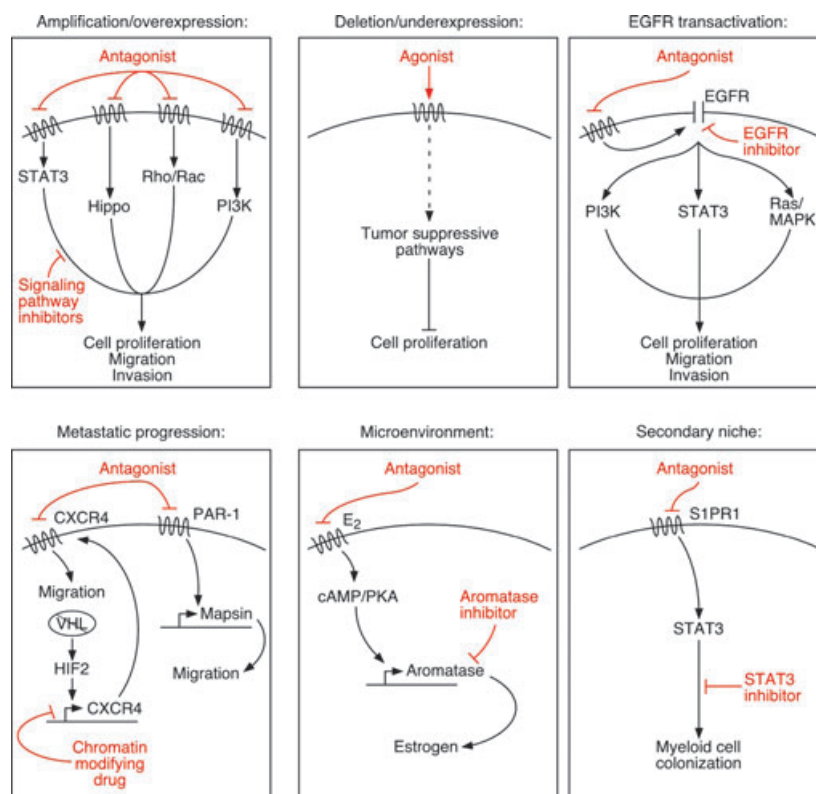 Amplification/overexpression:
Antagonist
STAT3
Hippo
Rho/Rac
PI3K
Signaling
pathway
inhibitors
Cell proliferation
Migration
Invasion
Deletion/underexpression:
Agonist
Tumor suppressive
pathways
Cell proliferation
EGFR transactivation:
Antagonist
EGFR
EGFR
inhibitor
PI3K
STAT3
Ras/
MAPK
Cell proliferation
Migration
Invasion
Metastatic progression:
Antagonist
CXCR4
PAR-1
Migration
VHL
HIF2
CXCR4
Mapsin
Migration
Chromatin
modifying
drug
Microenvironment:
Antagonist
E2
cAMP/PKA
Aromatase
inhibitor
Aromatase
Estrogen
Secondary niche:
Antagonist
S1PR1
STAT3
STAT3
inhibitor
Myeloid cell
colonization